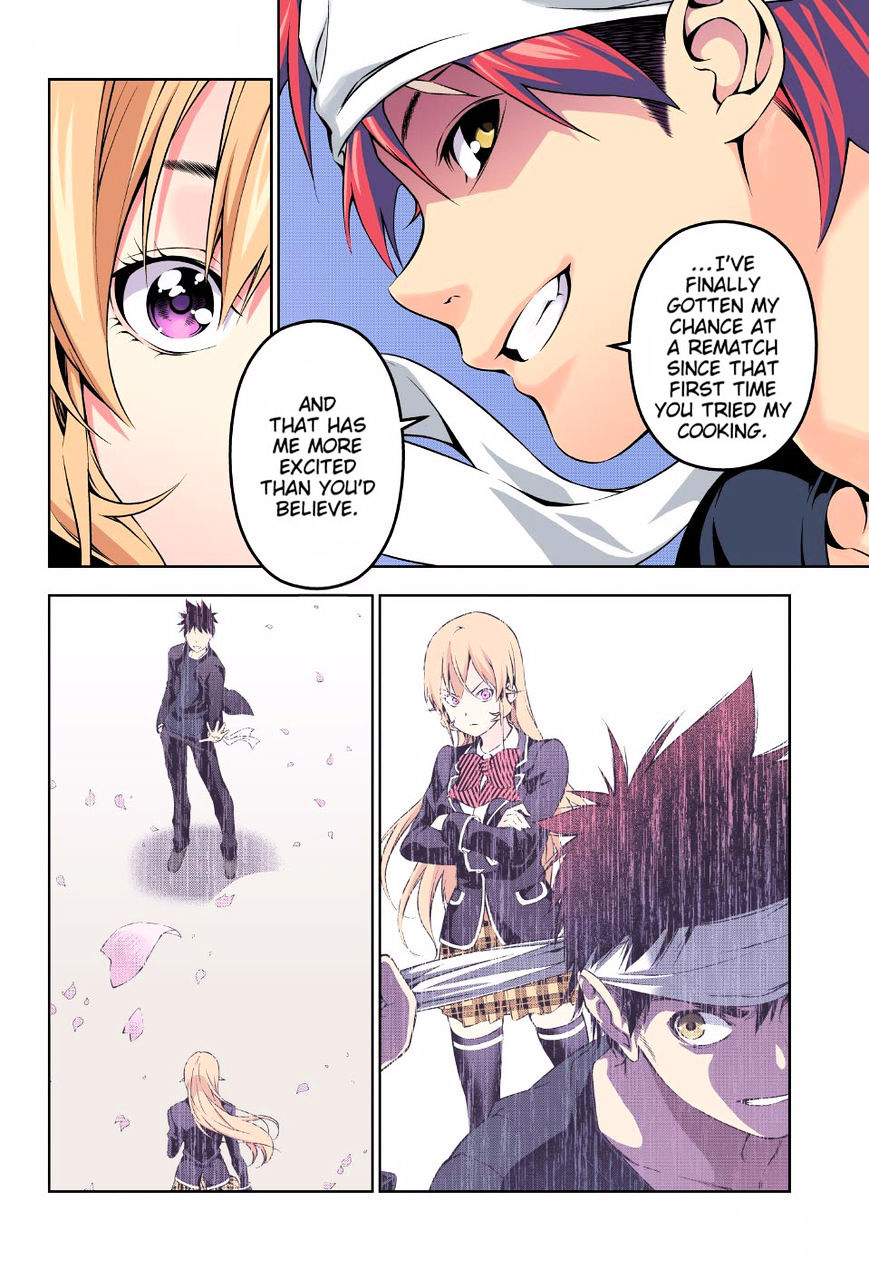 ...I'VE
FINALLY
GOTTEN MY
CHANCE AT
A REMATCH
SINCE THAT
FIRST TIME
YOU TRIED MY
COOKING.
AND
THAT HAS
ME MORE
EXCITED
THAN YOU'D
BELIEVE.